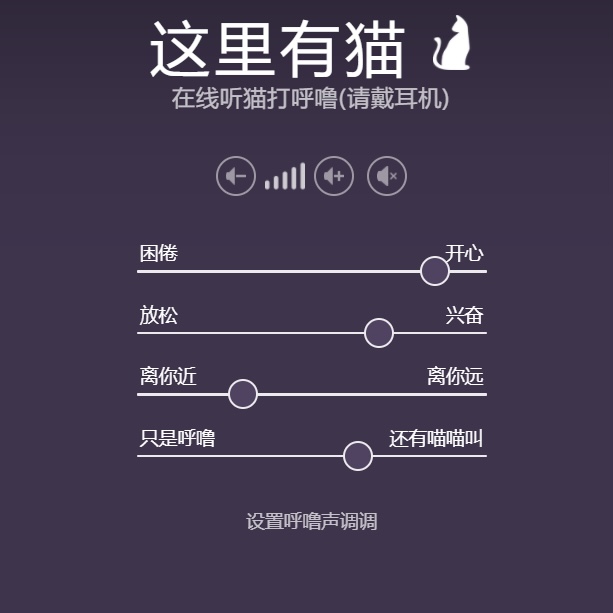 这里有猫
在线听猫打呼噜(请戴耳机)
困倦 开心
放松 兴奋
离你近 离你远
只是呼噜 还有喵喵叫
设置呼噜声调调